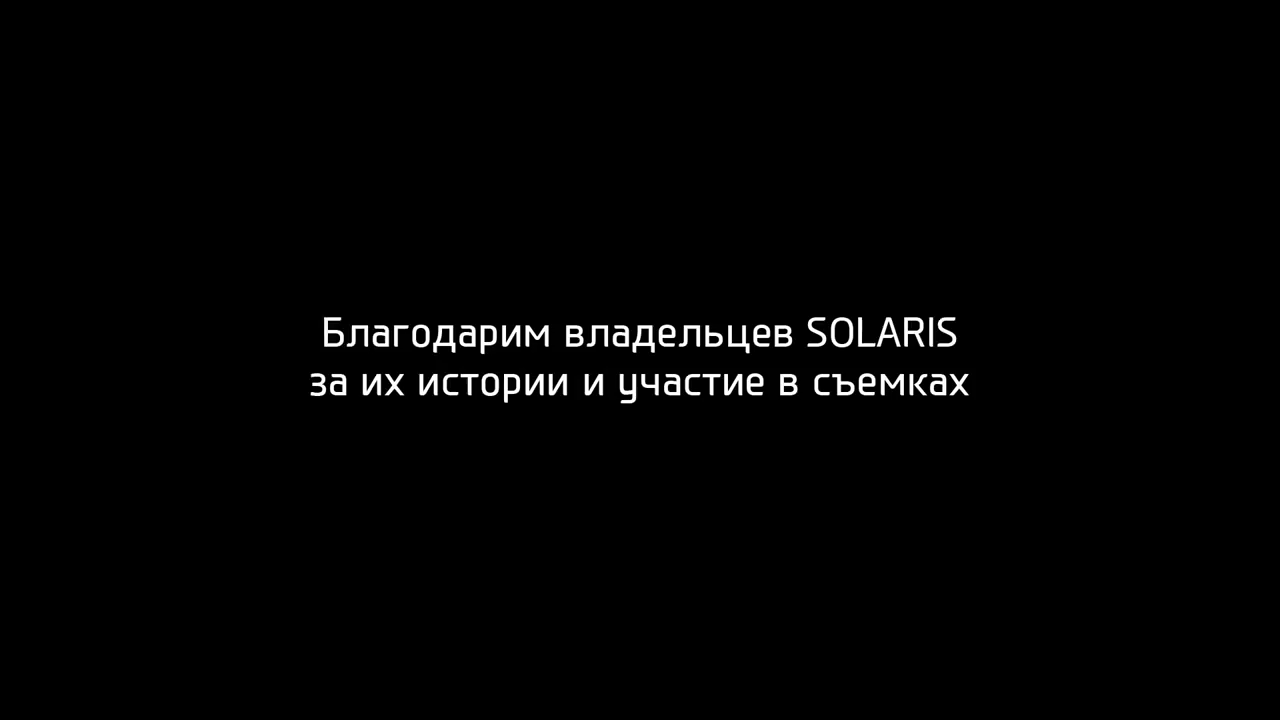 Благодарим владельцев SOLARIS
за их истории и участие в съемках